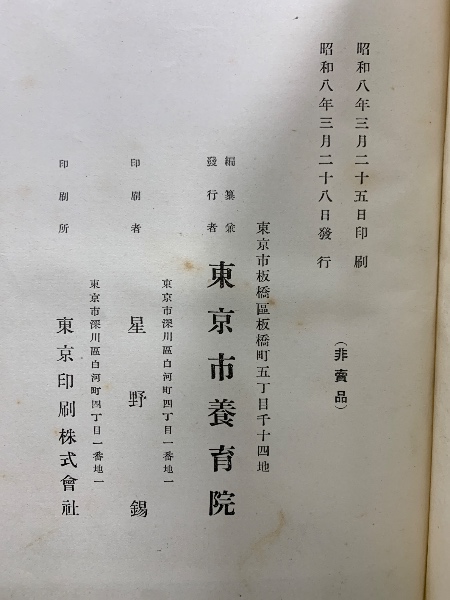 昭和八年三月二十五日印刷
昭和八年三月二十八日發行
(非賣品)
東京市板橋區板橋町五丁目千十四地
編纂兼
發行者
東京市養育院
東京市深川區白河町四丁目一番地一
印刷者
星野錫
東京市深川區白河町四丁目一番地一
印刷所
東京印刷株式會社